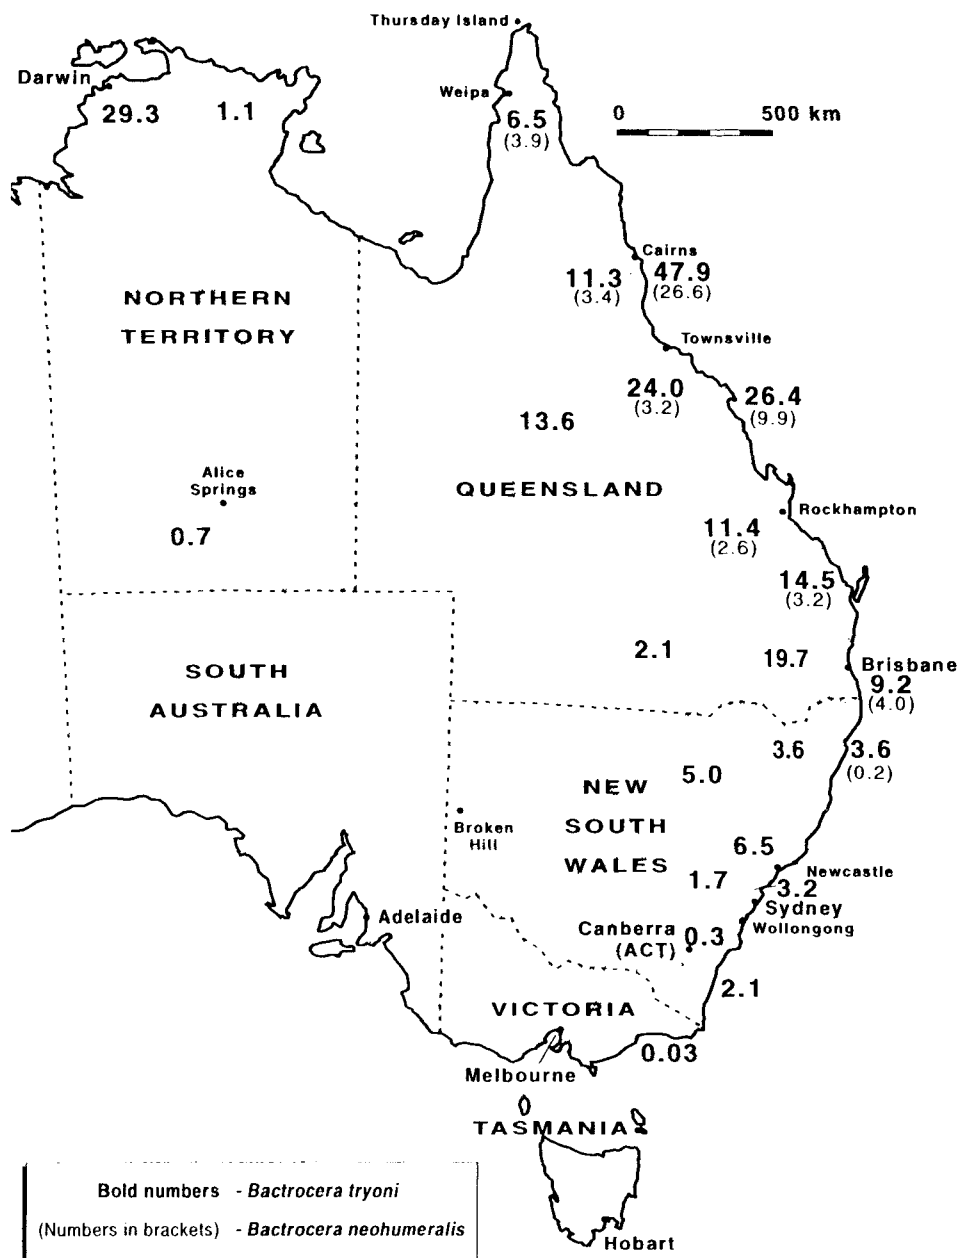 Thursday Island
Darwin
Weipa
29.3
1.1
6.5
(3.9)
0 500 km
Cairns
11.3
(3.4)
47.9
(26.6)
NORTHERN
TERRITORY
Townsville
24.0
(3.2)
26.4
(9.9)
13.6
Alice
Springs
QUEENSLAND
Rockhampton
0.7
11.4
(2.6)
14.5
(3.2)
2.1
19.7
Brisbane
9.2
(4.0)
SOUTH
AUSTRALIA
3.6
3.6
(0.2)
5.0
NEW
SOUTH
WALES
Broken
Hill
6.5
Newcastle
1.7
3.2
Sydney
Wollongong
Adelaide
Canberra
(ACT)
0.3
2.1
VICTORIA
0.03
Melbourne
TASMANIA
Hobart
Bold numbers - Bactrocera tryoni
(Numbers in brackets) - Bactrocera neohumeralis